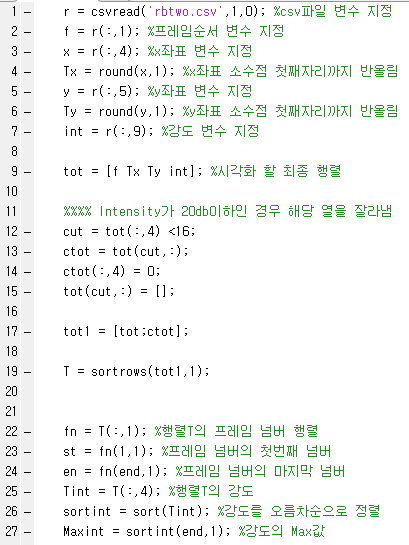 1 - r = csvread('rbtwo.csv',1,0); %csv파일 변수 지정
2 - f = r(:,1); %프레임순서 변수 지정
3 - x = r(:,4); %x좌표 변수 지정
4 - Tx = round(x,1); %x좌표 소수점 첫째자리까지 반올림
5 - y = r(:,5); %y좌표 변수 지정
6 - Ty = round(y,1); %y좌표 소수점 첫째자리까지 반올림
7 - int = r(:,9); %강도 변수 지정
8
9 - tot = [f Tx Ty int]; %시각화 할 최종 행렬
10
11 %%%% Intensity가 20db이하인 경우 해당 열을 잘라냄
12 - cut = tot(:,4) <16;
13 - ctot = tot(cut,:);
14 - ctot(:,4) = 0;
15 - tot(cut,:) = [];
16
17 - tot1 = [tot;ctot];
18
19 - T = sortrows(tot1,1);
20
21
22 - fn = T(:,1); %행렬T의 프레임 넘버 행렬
23 - st = fn(1,1); %프레임 넘버의 첫번째 넘버
24 - en = fn(end,1); %프레임 넘버의 마지막 넘버
25 - Tint = T(:,4); %행렬T의 강도
26 - sortint = sort(Tint); %강도를 오름차순으로 정렬
27 - Maxint = sortint(end,1); %강도의 Max값